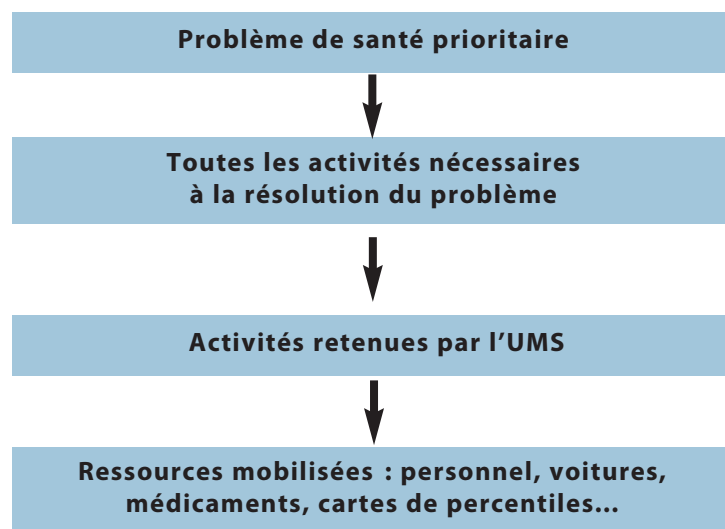 Problème de santé prioritaire
Toutes les activités nécessaires
à la résolution du problème
Activités retenues par l’UMS
Ressources mobilisées : personnel, voitures,
médicaments, cartes de percentiles...